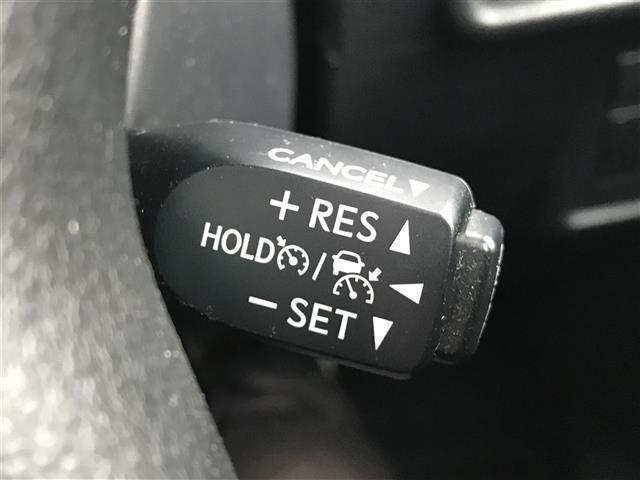 CANCEL▼
+ RES ▲
HOLD / ◀
− SET ▼